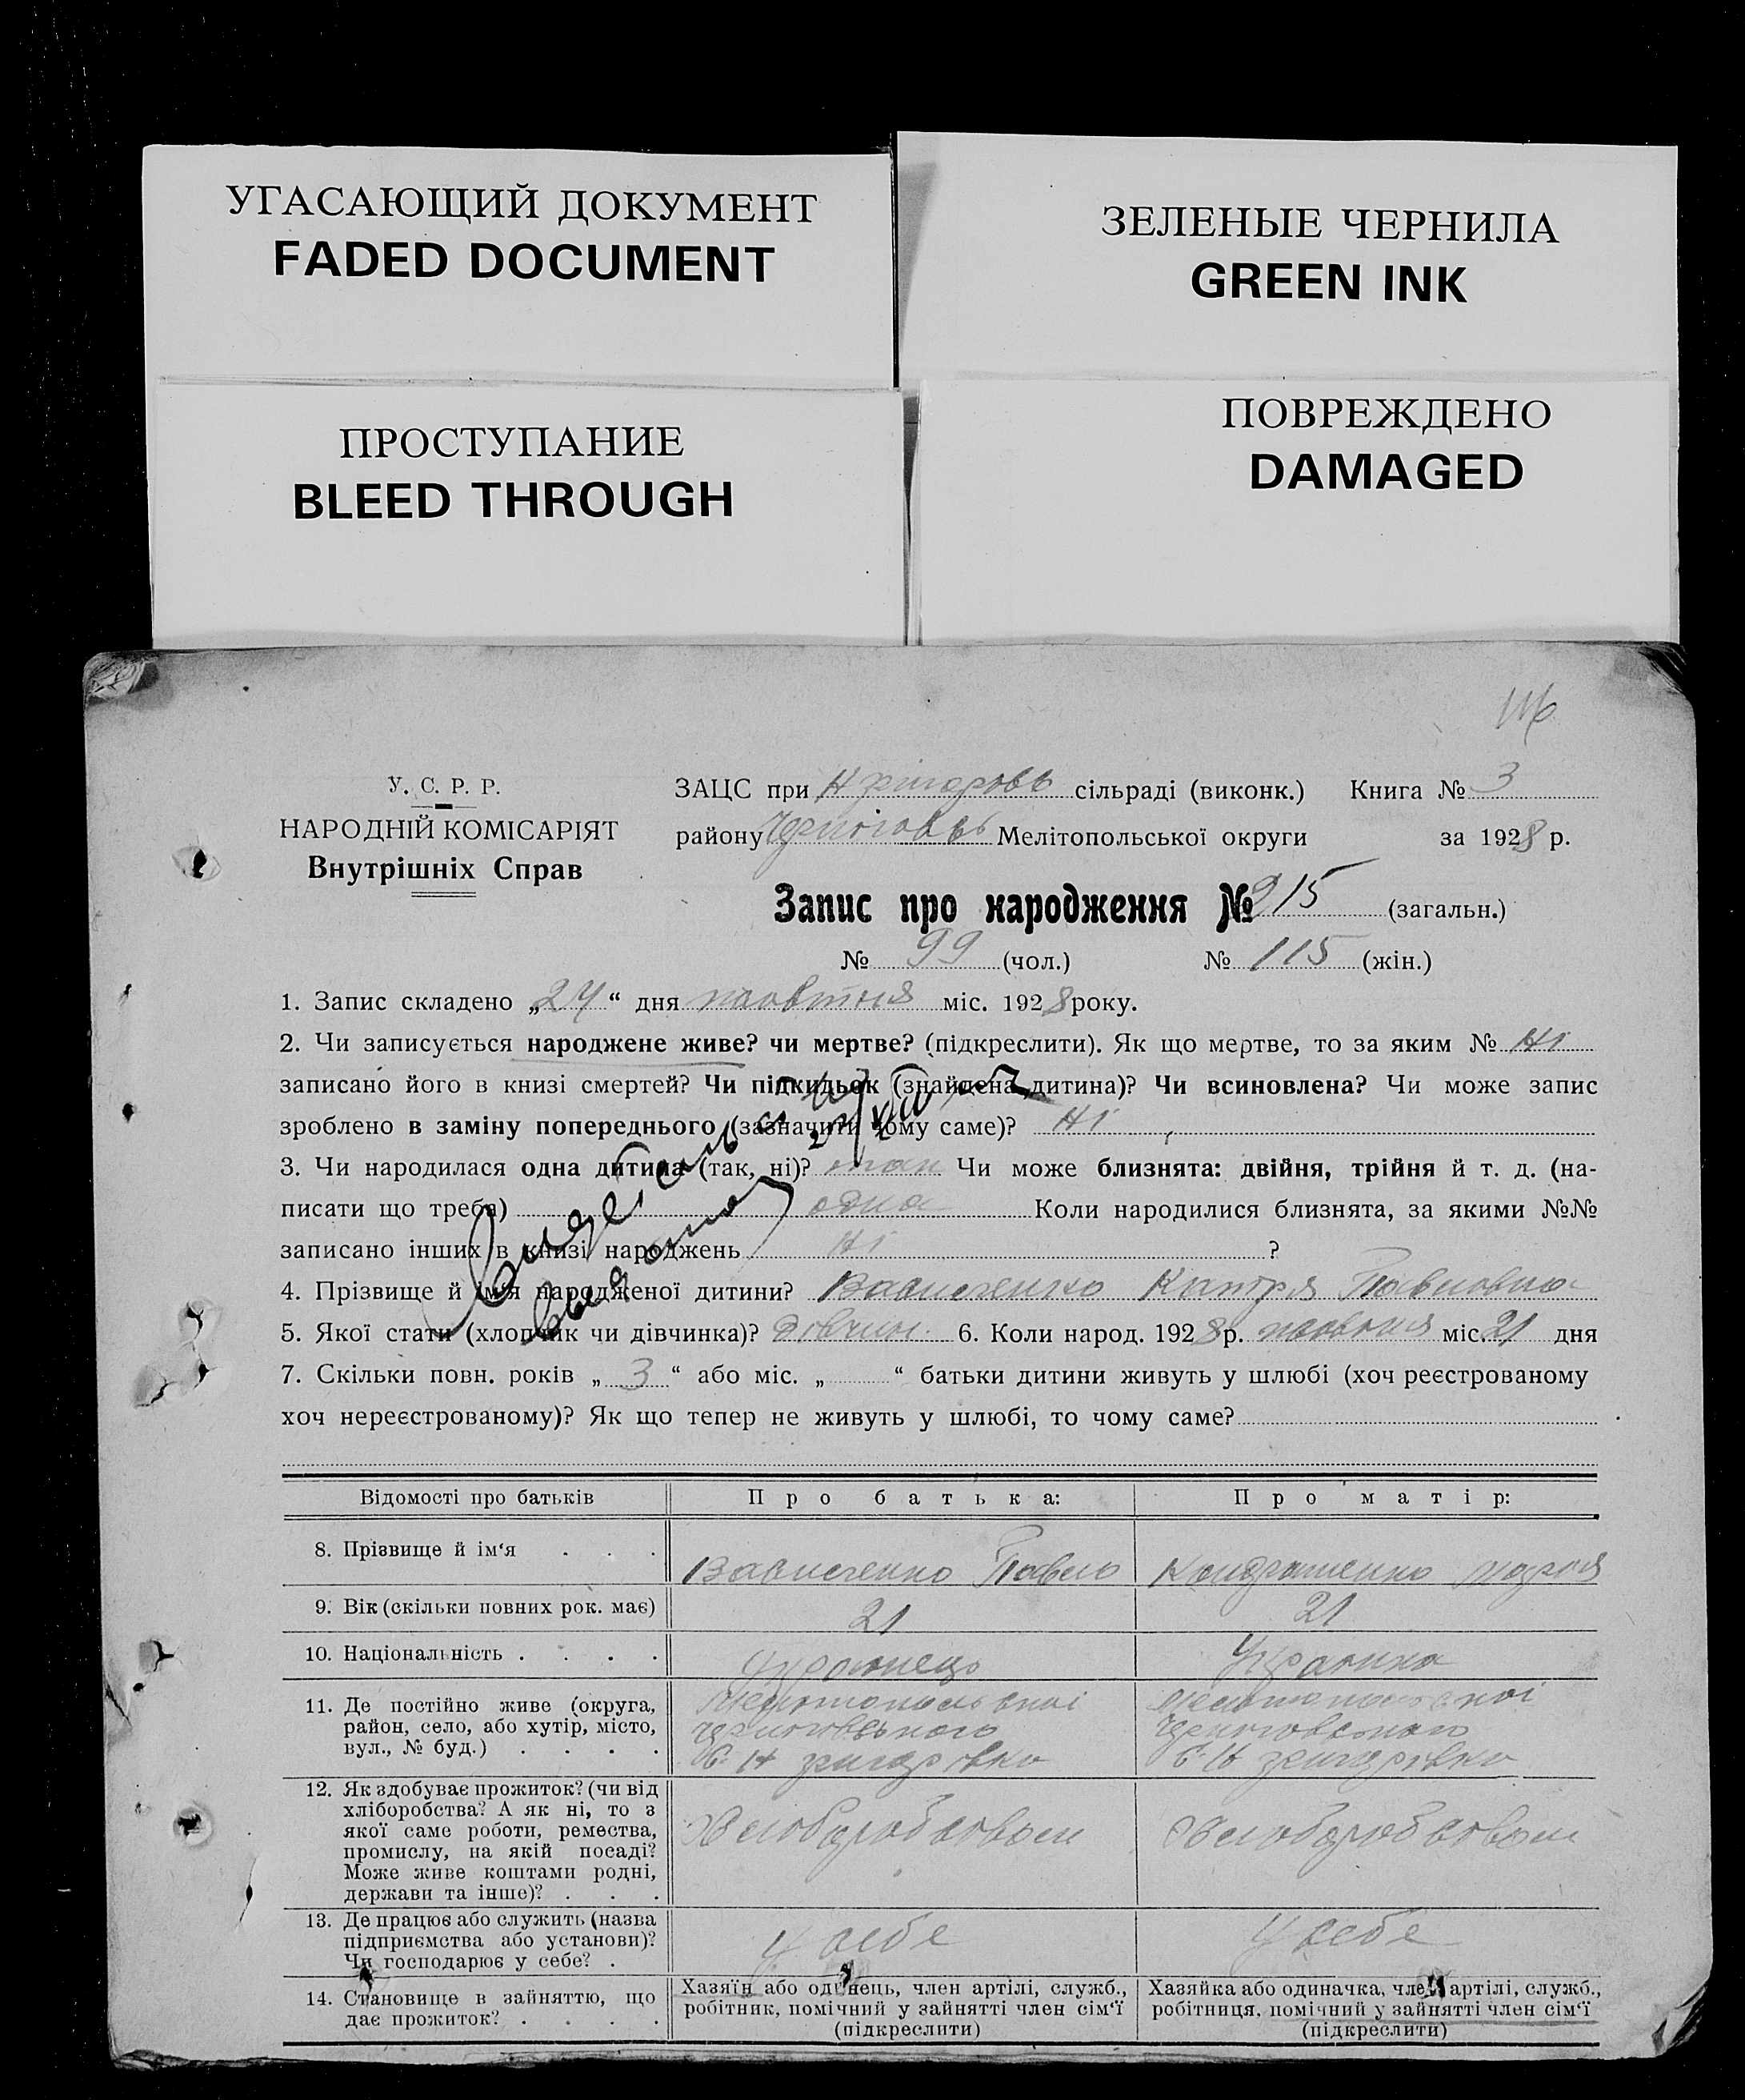 УГАСАЮЩИЙ ДОКУМЕНТ
FADED DOCUMENT
ЗЕЛЕНЫЕ ЧЕРНИЛА
GREEN INK
ПРОСТУПАНИЕ
BLEED THROUGH
ПОВРЕЖДЕНО
DAMAGED
116
У. С. Р. Р.
НАРОДНІЙ КОМІСАРІЯТ
Внутрішніх Справ
ЗАЦС при сільраді (виконк.) Книга № 3
району Мелітопольської округи за 1928 р.
Запис про народження № 215 (загальн.)
№ 99 (чол.) № 115 (жін.)
1. Запис складено „24“ дня жовтня міс. 1928 року.
2. Чи записується народжене живе? чи мертве? (підкреслити). Як що мертве, то за яким № Ні
записано його в книзі смертей? Чи підкидьок (знайдена дитина)? Чи всиновлена? Чи може запис
зроблено в заміну попереднього (зазначити чому саме)? Ні
3. Чи народилася одна дитина (так, ні)? так Чи може близнята: двійня, трійня й т. д. (на-
писати що треба) одна Коли народилися близнята, за якими №№
записано інших в книзі народжень Ні ?
4. Прізвище й ім'я народженої дитини? Катря Павловна
5. Якої стати (хлопчик чи дівчинка)? дівчин. 6. Коли народ. 1928 р. жовтня міс. 21 дня
7. Скільки повн. років „3“ або міс. „ “ батьки дитини живуть у шлюбі (хоч реєстрованому
хоч нереєстрованому)? Як що тепер не живуть у шлюбі, то чому саме?
Відомості про батьків Про батька: Про матір:
8. Прізвище й ім‘я . . . Павло Кондратенко Марія
9. Вік (скільки повних рок. має) 21 21
10. Національність . . . . Українець Українка
11. Де постійно живе (округа,
район, село, або хутір, місто,
вул., № буд.) . . . .
Мелітопольської
Чернігівського
Мелітопольської
Черніговського
12. Як здобуває прожиток? (чи від
хліборобства? А як ні, то з
якої саме роботи, ремества,
промислу, на якій посаді?
Може живе коштами родні,
держави та інше)? . . .
Хлоборобством Хлоборобством
13. Де працює або служить (назва
підприємства або установи)?
Чи господарює у себе? .
У себе У себе
14. Становище в зайняттю, що
дає прожиток? . . . .
Хазяїн або одинець, член артілі, служб.,
робітник, помічний у зайнятті член сім‘ї
(підкреслити)
Хазяйка або одиначка, член артілі, служб.,
робітниця, помічний у зайнятті член сім‘ї
(підкреслити)